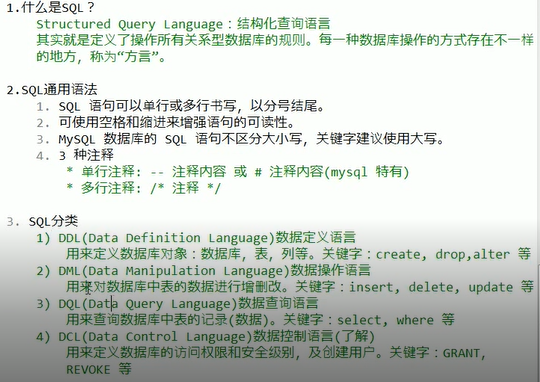 1.什么是SQL？
Structured Query Language：结构化查询语言
其实就是定义了操作所有关系型数据库的规则。每一种数据库操作的方式存在不一样
的地方，称为“方言”。
2.SQL通用语法
1. SQL 语句可以单行或多行书写，以分号结尾。
2. 可使用空格和缩进来增强语句的可读性。
3. MySQL 数据库的 SQL 语句不区分大小写，关键字建议使用大写。
4. 3 种注释
* 单行注释: -- 注释内容 或 # 注释内容(mysql 特有)
* 多行注释: /* 注释 */
3. SQL分类
1) DDL(Data Definition Language)数据定义语言
用来定义数据库对象：数据库，表，列等。关键字：create, drop,alter 等
2) DML(Data Manipulation Language)数据操作语言
用来对数据库中表的数据进行增删改。关键字：insert, delete, update 等
3) DQL(Data Query Language)数据查询语言
用来查询数据库中表的记录(数据)。关键字：select, where 等
4) DCL(Data Control Language)数据控制语言(了解)
用来定义数据库的访问权限和安全级别，及创建用户。关键字：GRANT，
REVOKE 等